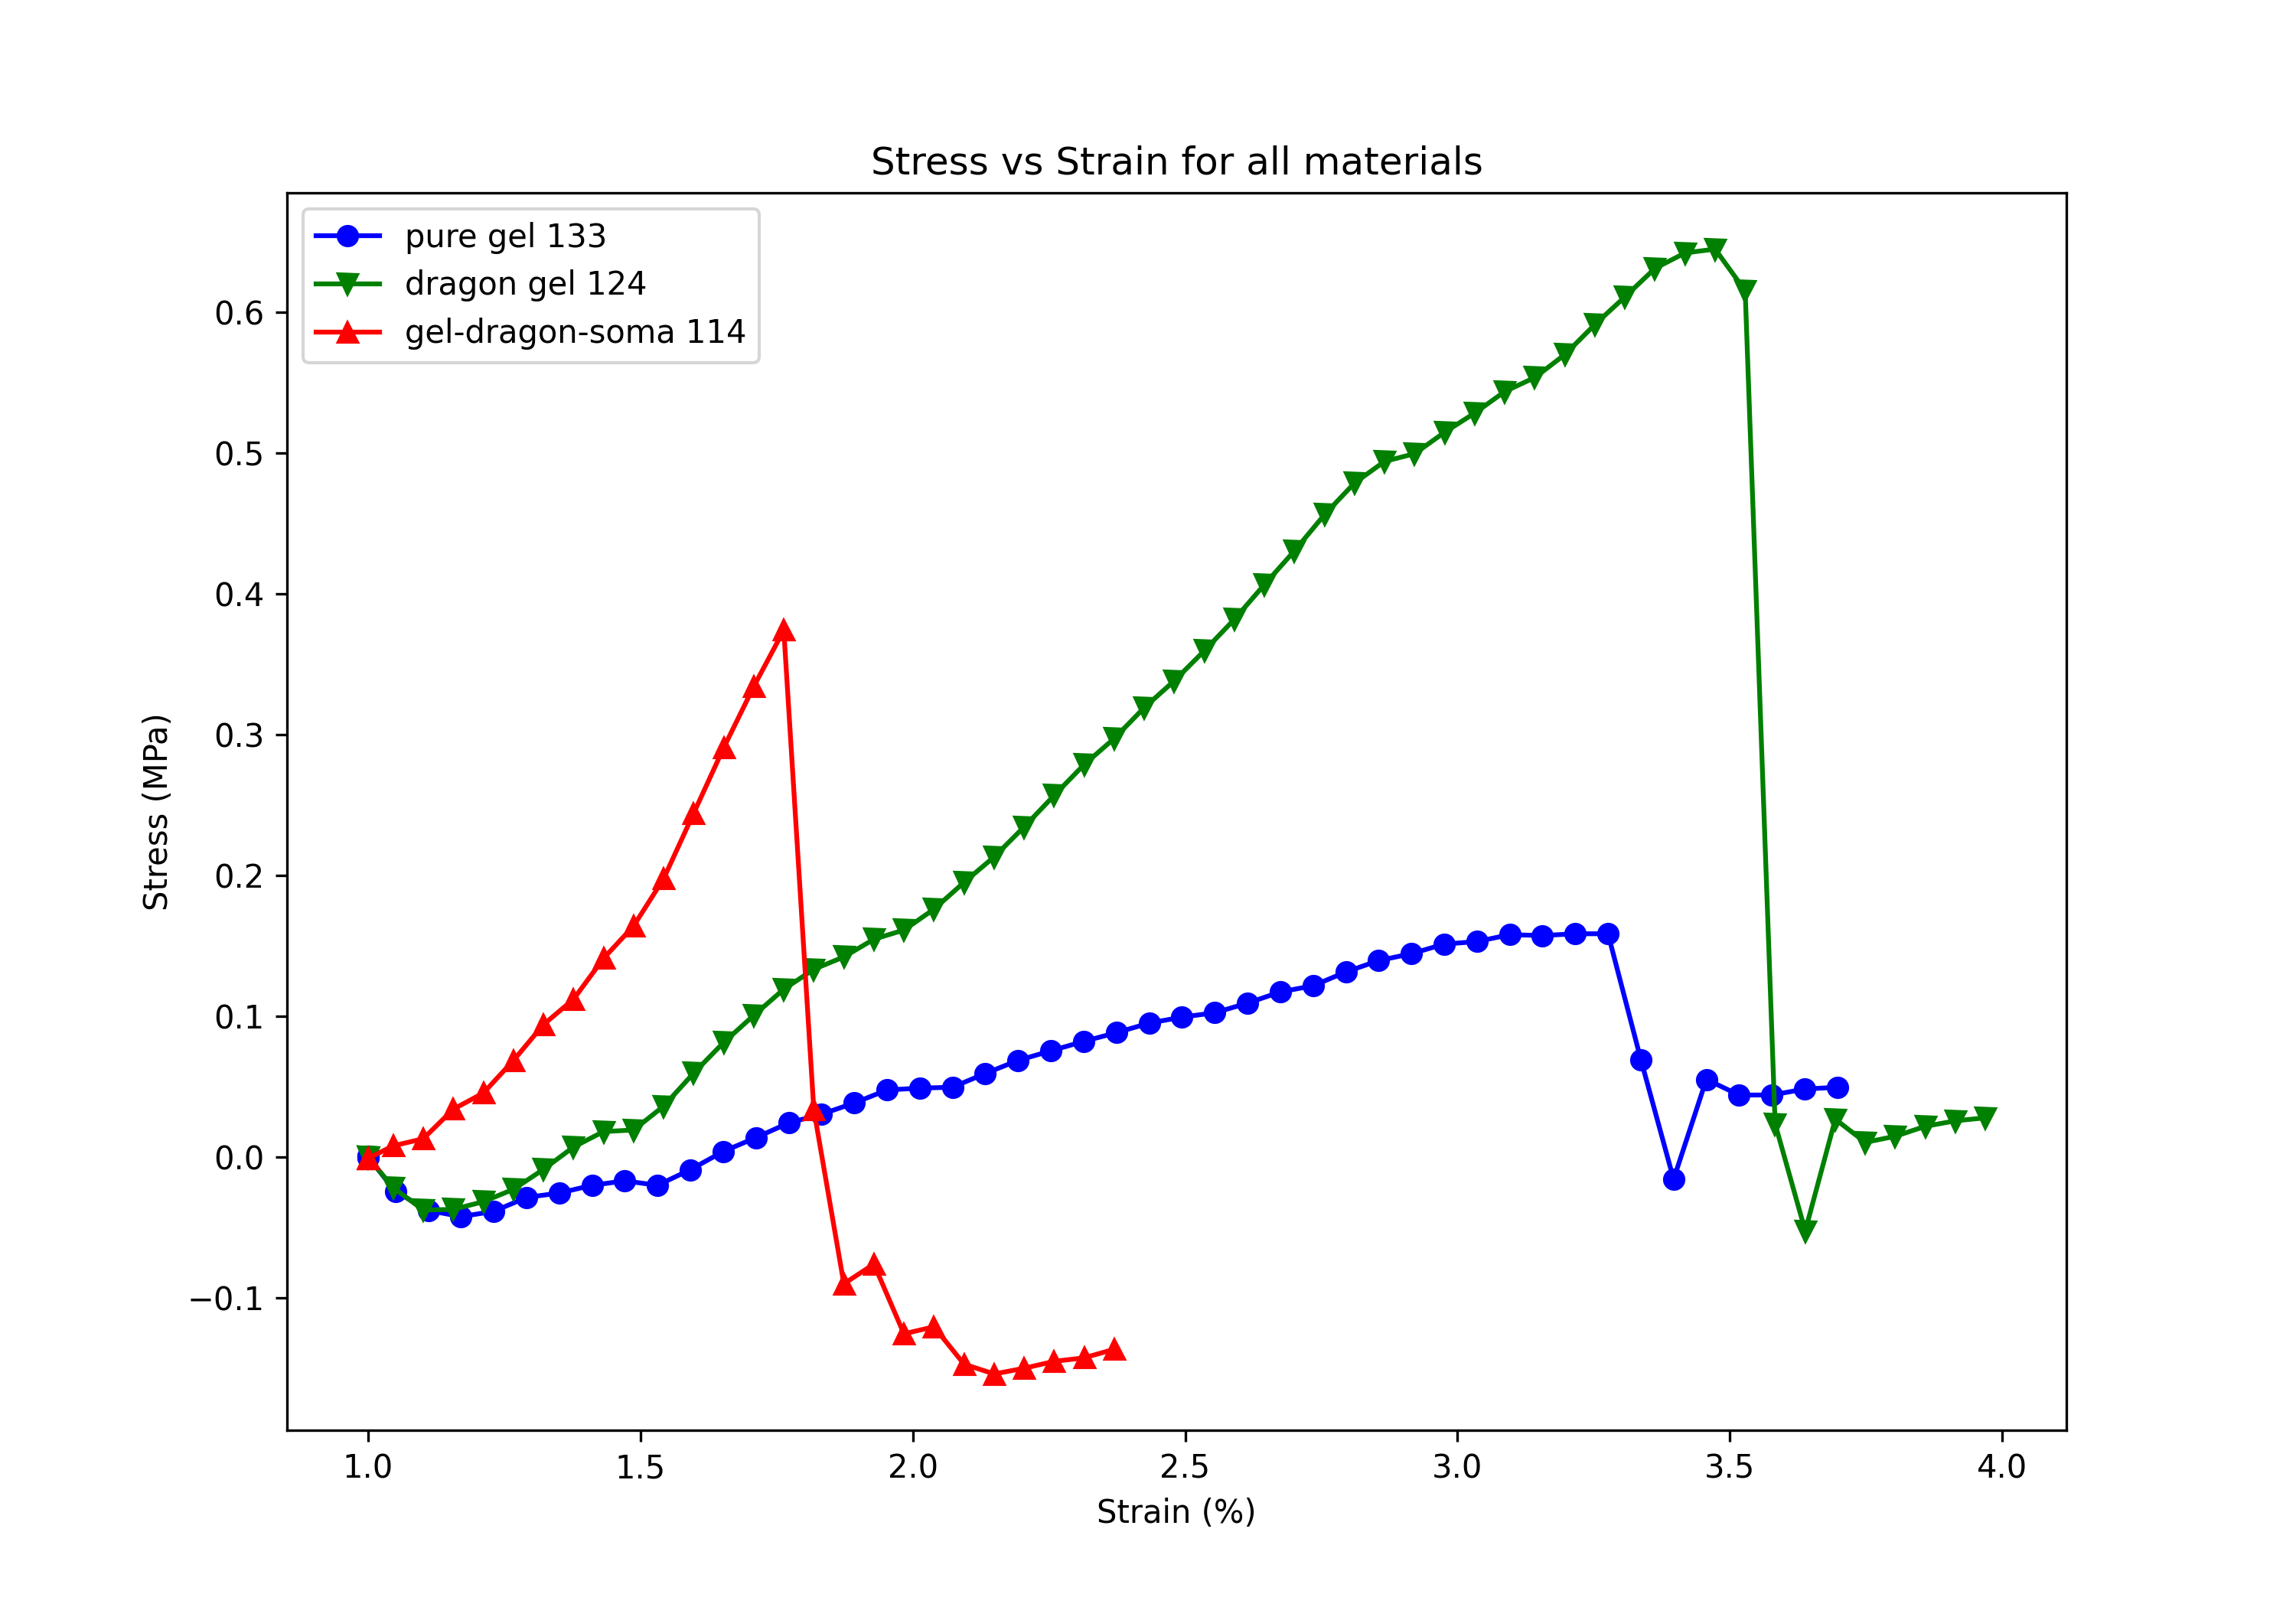 Stress vs Strain for all materials
pure gel 133
dragon gel 124
gel-dragon-soma 114
0.6
0.5
0.4
0.3
0.2
0.1
0.0
−0.1
Stress (MPa)
1.0 1.5 2.0 2.5 3.0 3.5 4.0
Strain (%)